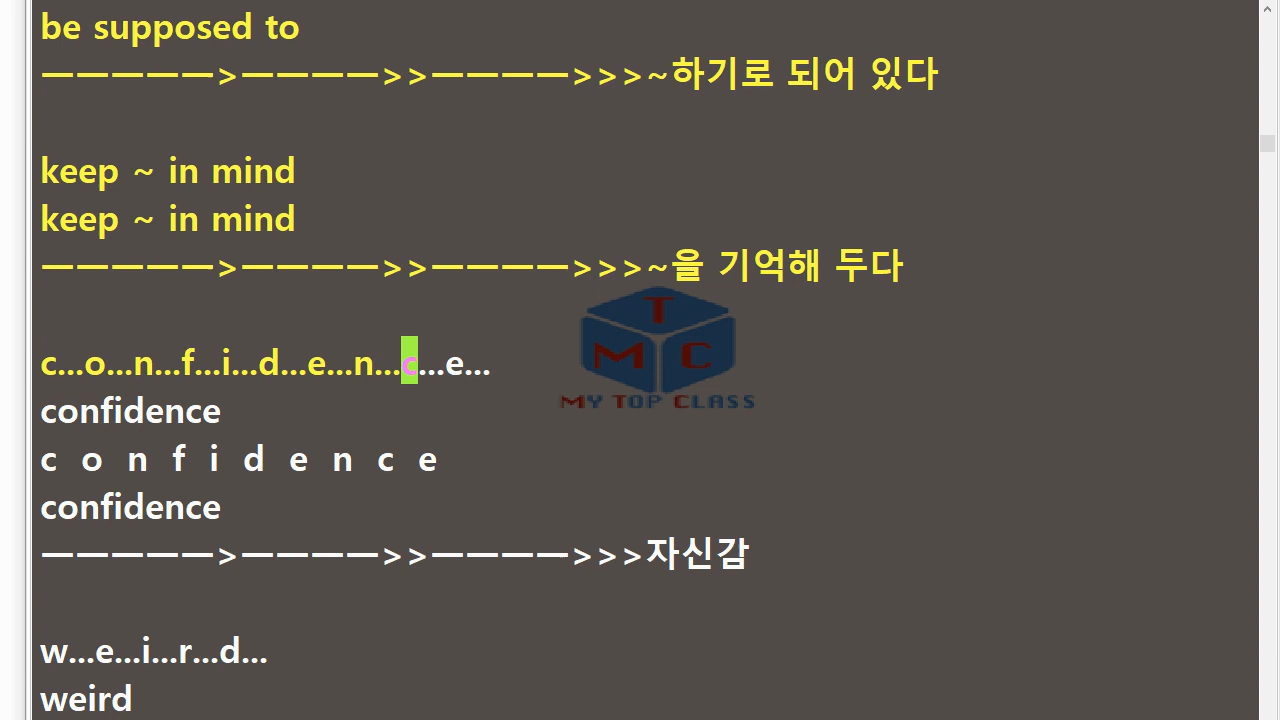 be supposed to
—————>————>>————>>>~하기로 되어 있다
keep ~ in mind
keep ~ in mind
—————>————>>————>>>~을 기억해 두다
T
M C
MY TOP CLASS
c...o...n...f...i...d...e...n...c...e...
confidence
c o n f i d e n c e
confidence
—————>————>>————>>>자신감
w...e...i...r...d...
weird